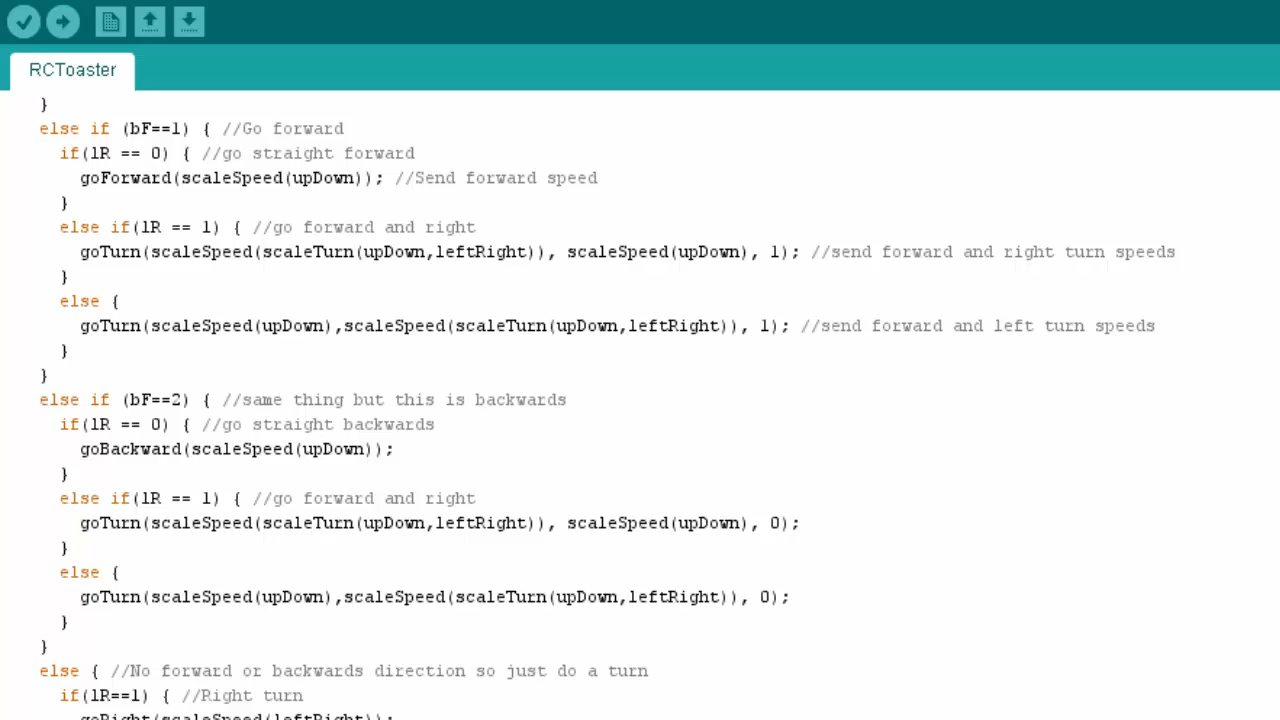 RCToaster
}
else if (bF==1) { //Go forward
if(lR == 0) { //go straight forward
goForward(scaleSpeed(upDown)); //Send forward speed
}
else if(lR == 1) { //go forward and right
goTurn(scaleSpeed(scaleTurn(upDown,leftRight)), scaleSpeed(upDown), 1); //send forward and right turn speeds
}
else {
goTurn(scaleSpeed(upDown),scaleSpeed(scaleTurn(upDown,leftRight)), 1); //send forward and left turn speeds
}
}
else if (bF==2) { //same thing but this is backwards
if(lR == 0) { //go straight backwards
goBackward(scaleSpeed(upDown));
}
else if(lR == 1) { //go forward and right
goTurn(scaleSpeed(scaleTurn(upDown,leftRight)), scaleSpeed(upDown), 0);
}
else {
goTurn(scaleSpeed(upDown),scaleSpeed(scaleTurn(upDown,leftRight)), 0);
}
}
else { //No forward or backwards direction so just do a turn
if(lR==1) { //Right turn
goRight(scaleSpeed(leftRight));